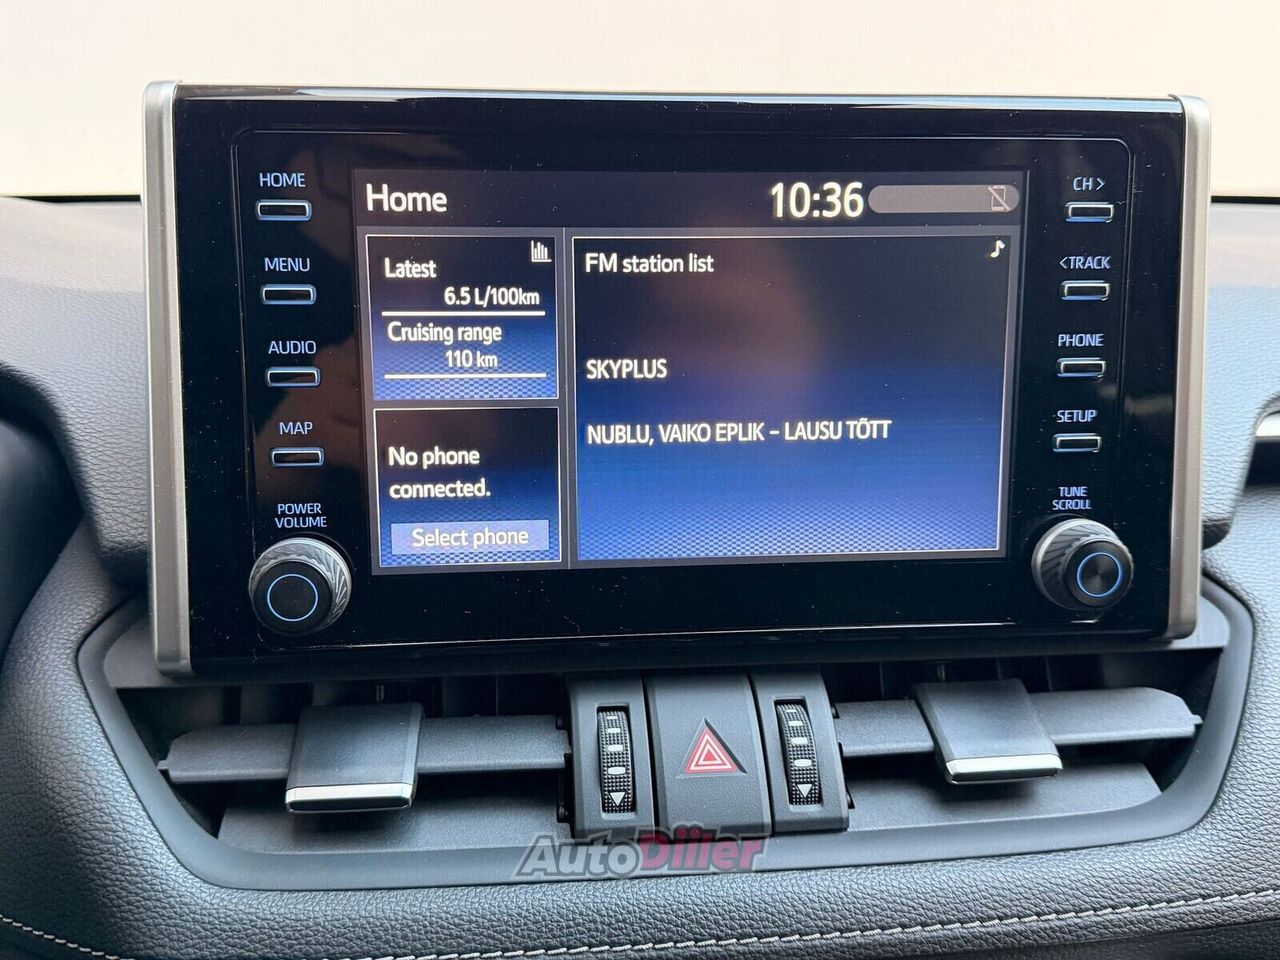 HOME
MENU
AUDIO
MAP
POWER
VOLUME
Home
10:36
Latest
6.5 L/100km
Cruising range
110 km
No phone
connected.
Select phone
FM station list
SKYPLUS
NUBLU, VAIKO EPLIK - LAUSU TÕTT
CH >
<TRACK
PHONE
SETUP
TUNE
SCROLL
AutoDiiler